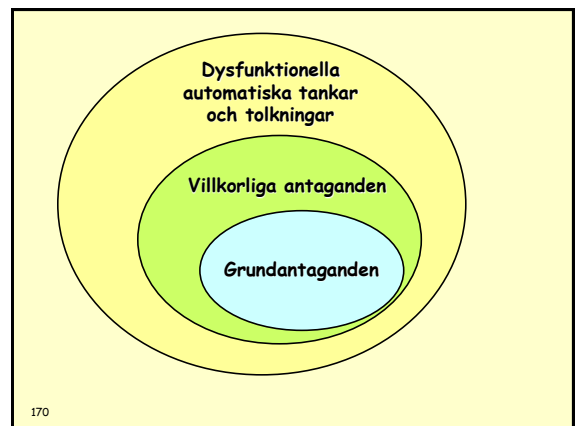 Dysfunktionella
automatiska tankar
och tolkningar
Villkorliga antaganden
Grundantaganden
170